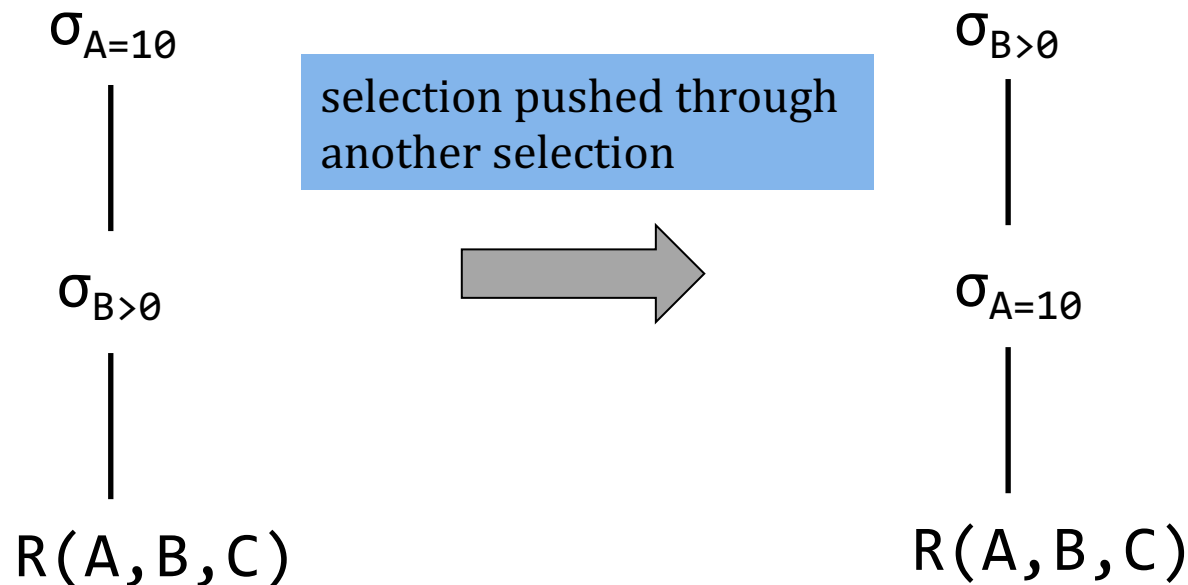 σA=10
σB>0
selection pushed through
another selection
σB>0
σA=10
R(A,B,C)
R(A,B,C)